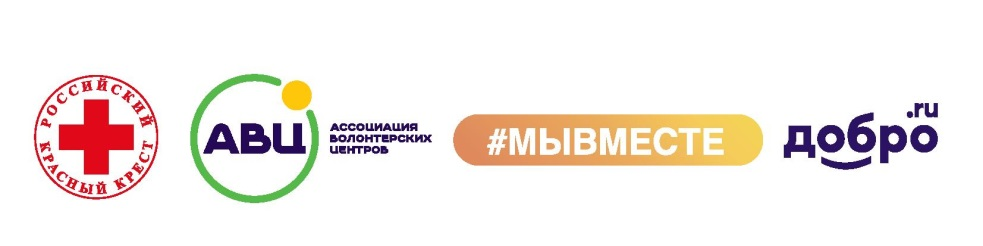 РОССИЙСКИЙ
КРАСНЫЙ КРЕСТ
АВЦ
АССОЦИАЦИЯ
ВОЛОНТЕРСКИХ
ЦЕНТРОВ
#МЫВМЕСТЕ
добро.ru